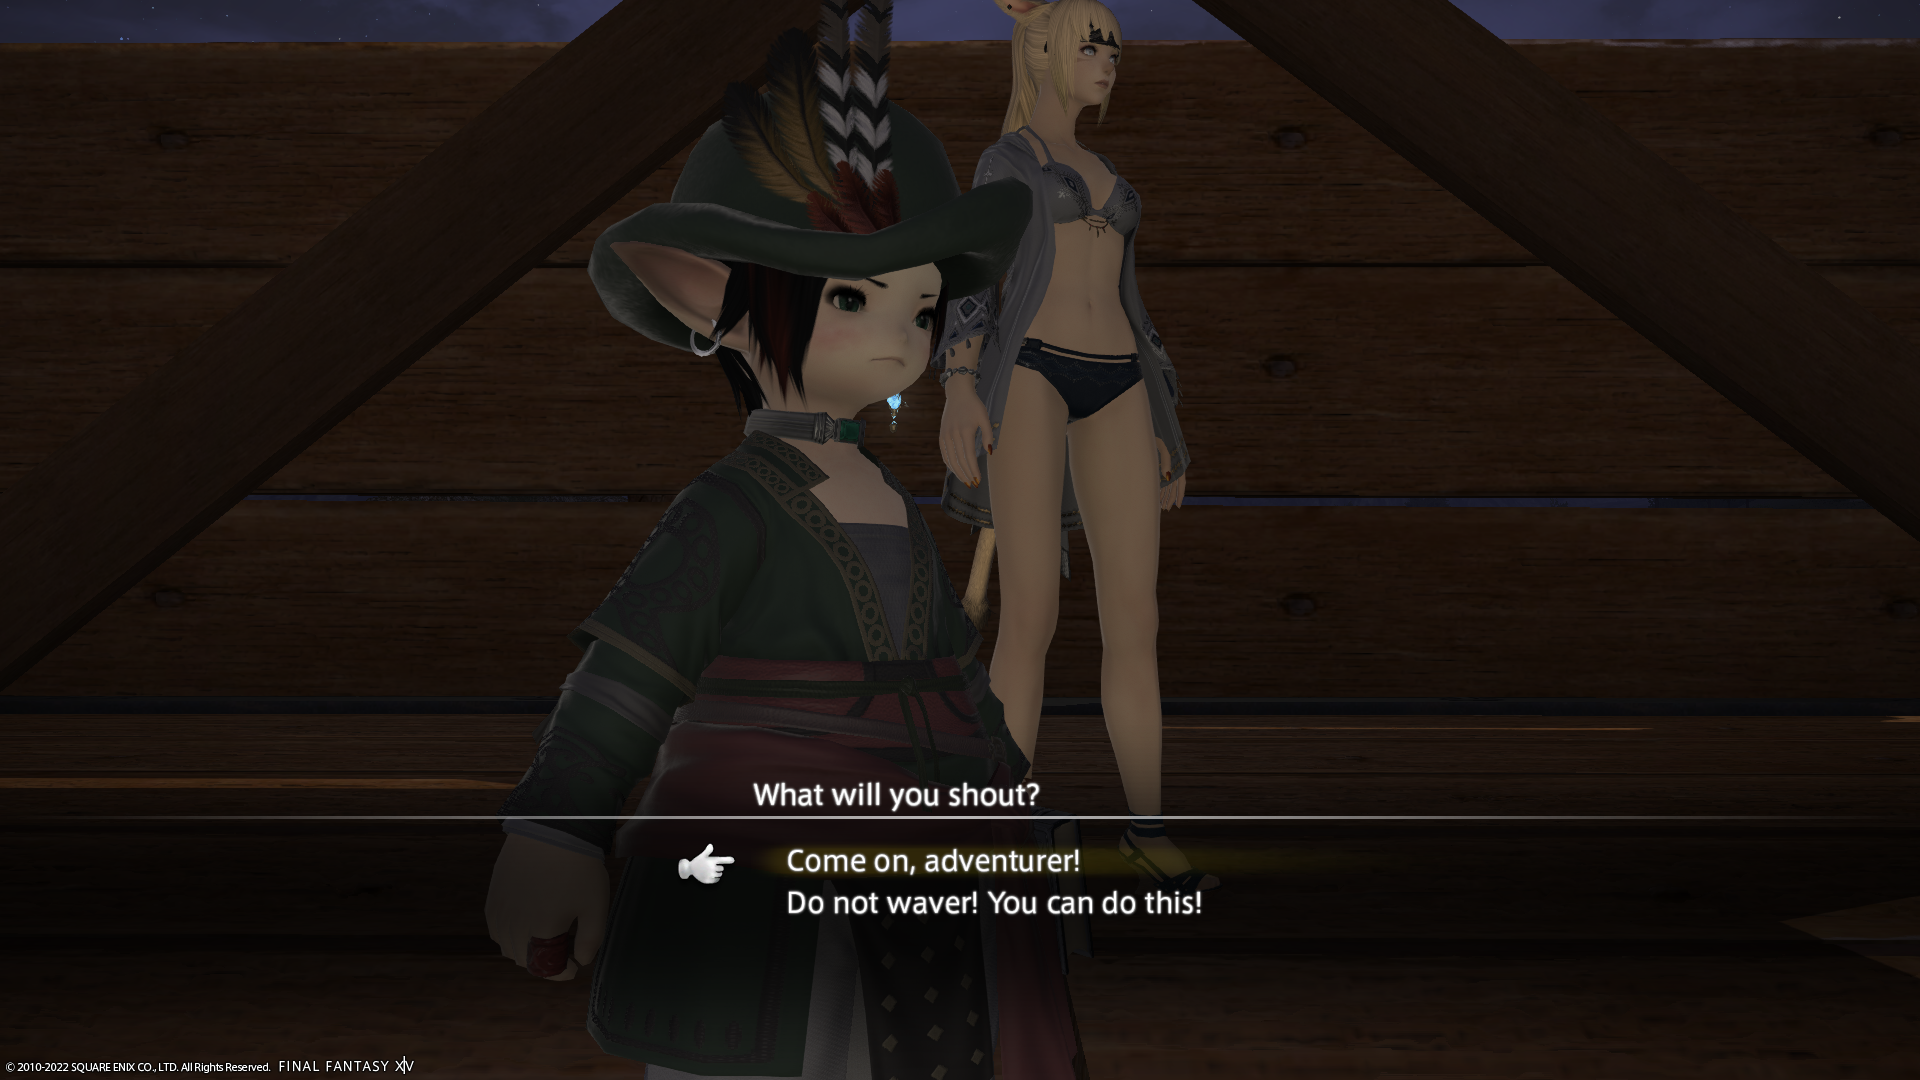 What will you shout?
Come on, adventurer!
Do not waver! You can do this!
© 2010-2022 SQUARE ENIX CO., LTD. All Rights Reserved. FINAL FANTASY XIV